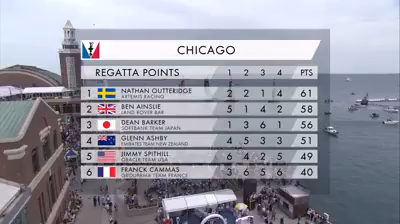 CHICAGO
REGATTA POINTS 1 2 3 4 PTS
1 NATHAN OUTTERIDGE 2 2 1 4 61
ARTEMIS RACING
2 BEN AINSLIE 5 1 4 2 58
LAND ROVER BAR
3 DEAN BARKER 1 3 6 6 56
SOFTBANK TEAM JAPAN
4 GLENN ASHBY 4 5 3 3 51
EMIRATES TEAM NEW ZEALAND
5 JIMMY SPITHILL 6 4 2 5 49
ORACLE TEAM USA
6 FRANCK CAMMAS 3 6 5 6 40
GROUPAMA TEAM FRANCE